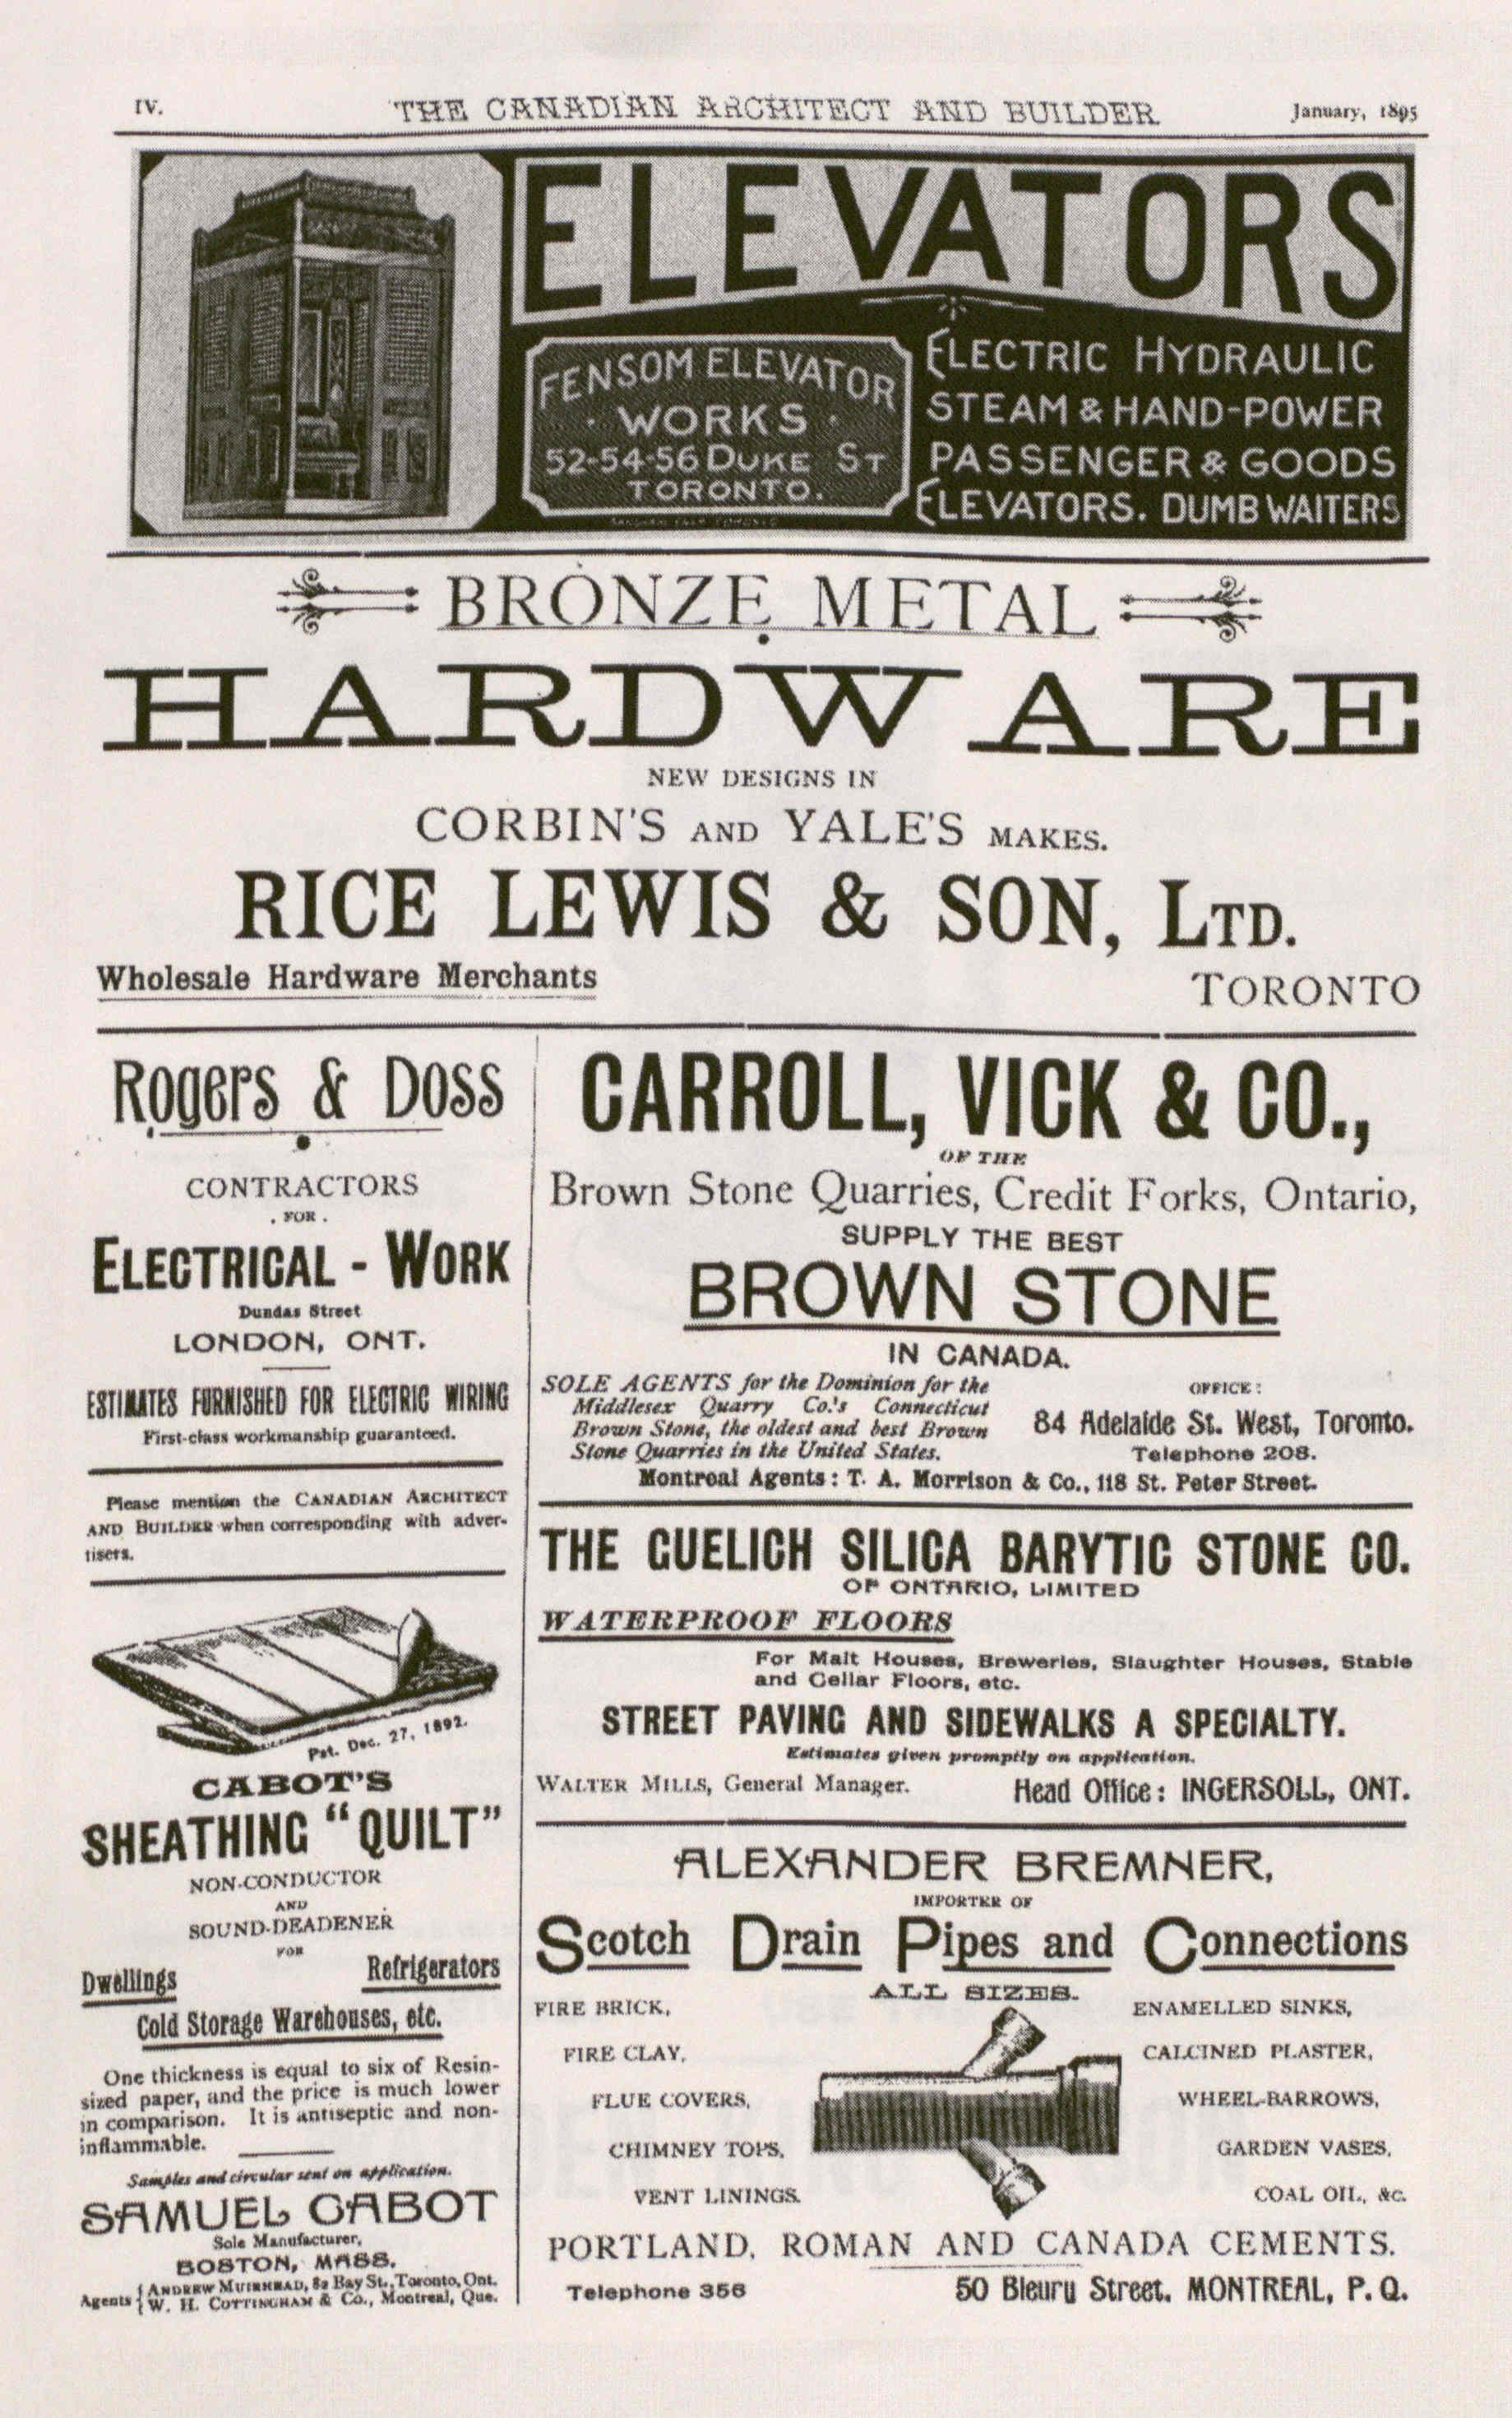 IV.
THE CANADIAN ARCHITECT AND BUILDER
January, 1895
ELEVATORS
FENSOM ELEVATOR
WORKS
52-54-56 DUKE ST
TORONTO.
ELECTRIC HYDRAULIC
STEAM & HAND-POWER
PASSENGER & GOODS
ELEVATORS. DUMB WAITERS
BRONZE METAL
HARDWARE
NEW DESIGNS IN
CORBIN'S AND YALE'S MAKES.
RICE LEWIS & SON, LTD.
Wholesale Hardware Merchants
TORONTO
Rogers & Doss
CONTRACTORS
. FOR .
ELECTRICAL - WORK
Dundas Street
LONDON, ONT.
ESTIMATES FURNISHED FOR ELECTRIC WIRING
First-class workmanship guaranteed.
Please mention the CANADIAN ARCHITECT
AND BUILDER when corresponding with adver-
tisers.
Pat. Dec. 27, 1892.
CABOT'S
SHEATHING "QUILT"
NON-CONDUCTOR
AND
SOUND-DEADENER
FOR
Dwellings
Refrigerators
Cold Storage Warehouses, etc.
One thickness is equal to six of Resin-
sized paper, and the price is much lower
in comparison. It is antiseptic and non-
inflammable.
Samples and circular sent on application.
SAMUEL CABOT
Sole Manufacturer,
BOSTON, MASS.
Agents { ANDREW MUIRHEAD, 82 Bay St., Toronto, Ont.
W. H. COTTINGHAM & Co., Montreal, Que.
CARROLL, VICK & CO.,
OF THE
Brown Stone Quarries, Credit Forks, Ontario,
SUPPLY THE BEST
BROWN STONE
IN CANADA.
SOLE AGENTS for the Dominion for the
Middlesex Quarry Co.'s Connecticut
Brown Stone, the oldest and best Brown
Stone Quarries in the United States.
OFFICE:
84 Adelaide St. West, Toronto.
Telephone 208.
Montreal Agents: T. A. Morrison & Co., 118 St. Peter Street.
THE GUELICH SILICA BARYTIC STONE CO.
OF ONTARIO, LIMITED
WATERPROOF FLOORS
For Malt Houses, Breweries, Slaughter Houses, Stable
and Cellar Floors, etc.
STREET PAVING AND SIDEWALKS A SPECIALTY.
Estimates given promptly on application.
WALTER MILLS, General Manager.
Head Office: INGERSOLL, ONT.
ALEXANDER BREMNER,
IMPORTER OF
Scotch Drain Pipes and Connections
ALL SIZES.
FIRE BRICK,
FIRE CLAY,
FLUE COVERS,
CHIMNEY TOPS,
VENT LININGS.
ENAMELLED SINKS,
CALCINED PLASTER,
WHEEL-BARROWS,
GARDEN VASES,
COAL OIL, &c.
PORTLAND, ROMAN AND CANADA CEMENTS.
Telephone 356
50 Bleury Street. MONTREAL, P. Q.